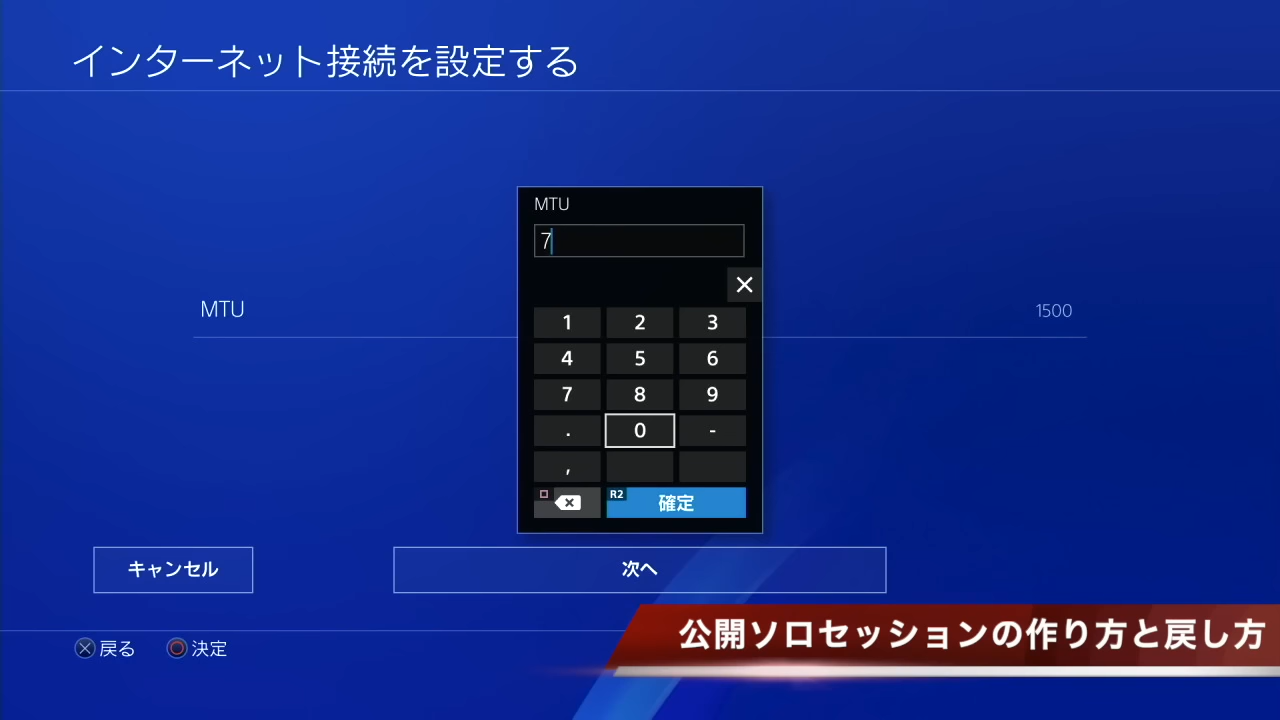 インターネット接続を設定する
MTU
7
MTU
1500
1 2 3
4 5 6
7 8 9
. 0 -
,
R2 確定
キャンセル
次へ
戻る 決定
公開ソロセッションの作り方と戻し方